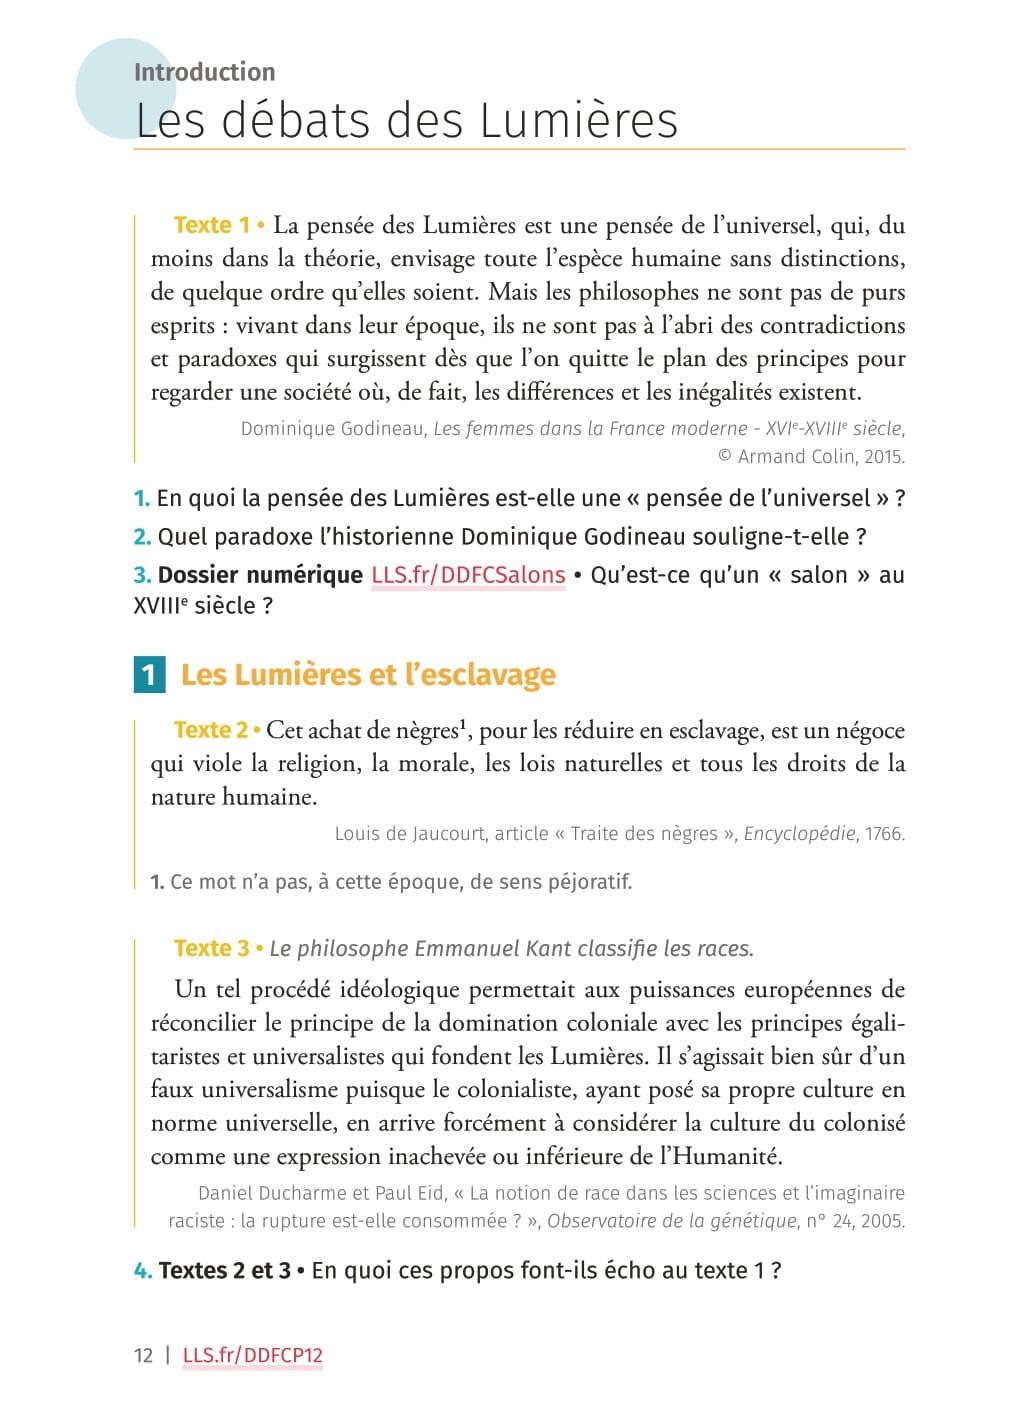 Introduction
Les débats des Lumières
Texte 1 • La pensée des Lumières est une pensée de l’universel, qui, du
moins dans la théorie, envisage toute l’espèce humaine sans distinctions,
de quelque ordre qu’elles soient. Mais les philosophes ne sont pas de purs
esprits : vivant dans leur époque, ils ne sont pas à l’abri des contradictions
et paradoxes qui surgissent dès que l’on quitte le plan des principes pour
regarder une société où, de fait, les différences et les inégalités existent.
Dominique Godineau, Les femmes dans la France moderne - XVIᵉ-XVIIIᵉ siècle,
© Armand Colin, 2015.
1. En quoi la pensée des Lumières est-elle une « pensée de l’universel » ?
2. Quel paradoxe l’historienne Dominique Godineau souligne-t-elle ?
3. Dossier numérique LLS.fr/DDFCSalons • Qu’est-ce qu’un « salon » au
XVIIIᵉ siècle ?
1 Les Lumières et l’esclavage
Texte 2 • Cet achat de nègres¹, pour les réduire en esclavage, est un négoce
qui viole la religion, la morale, les lois naturelles et tous les droits de la
nature humaine.
Louis de Jaucourt, article « Traite des nègres », Encyclopédie, 1766.
1. Ce mot n’a pas, à cette époque, de sens péjoratif.
Texte 3 • Le philosophe Emmanuel Kant classifie les races.
Un tel procédé idéologique permettait aux puissances européennes de
réconcilier le principe de la domination coloniale avec les principes égali-
taristes et universalistes qui fondent les Lumières. Il s’agissait bien sûr d’un
faux universalisme puisque le colonialiste, ayant posé sa propre culture en
norme universelle, en arrive forcément à considérer la culture du colonisé
comme une expression inachevée ou inférieure de l’Humanité.
Daniel Ducharme et Paul Eid, « La notion de race dans les sciences et l’imaginaire
raciste : la rupture est-elle consommée ? », Observatoire de la génétique, n° 24, 2005.
4. Textes 2 et 3 • En quoi ces propos font-ils écho au texte 1 ?
12 | LLS.fr/DDFCP12